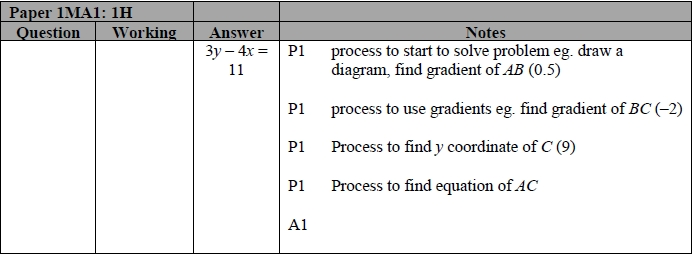 Paper 1MA1: 1H
Question Working Answer Notes
3y – 4x = P1 process to start to solve problem eg. draw a
11 diagram, find gradient of AB (0.5)
P1 process to use gradients eg. find gradient of BC (–2)
P1 Process to find y coordinate of C (9)
P1 Process to find equation of AC
A1